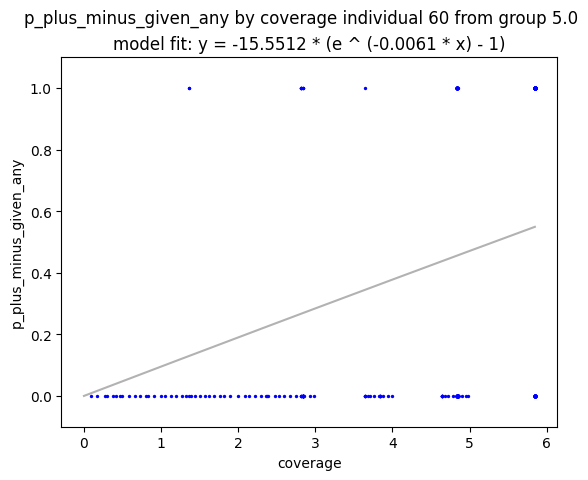 p_plus_minus_given_any by coverage individual 60 from group 5.0
model fit: y = -15.5512 * (e ^ (-0.0061 * x) - 1)
1.0
0.8
0.6
0.4
0.2
0.0
p_plus_minus_given_any
0 1 2 3 4 5 6
coverage